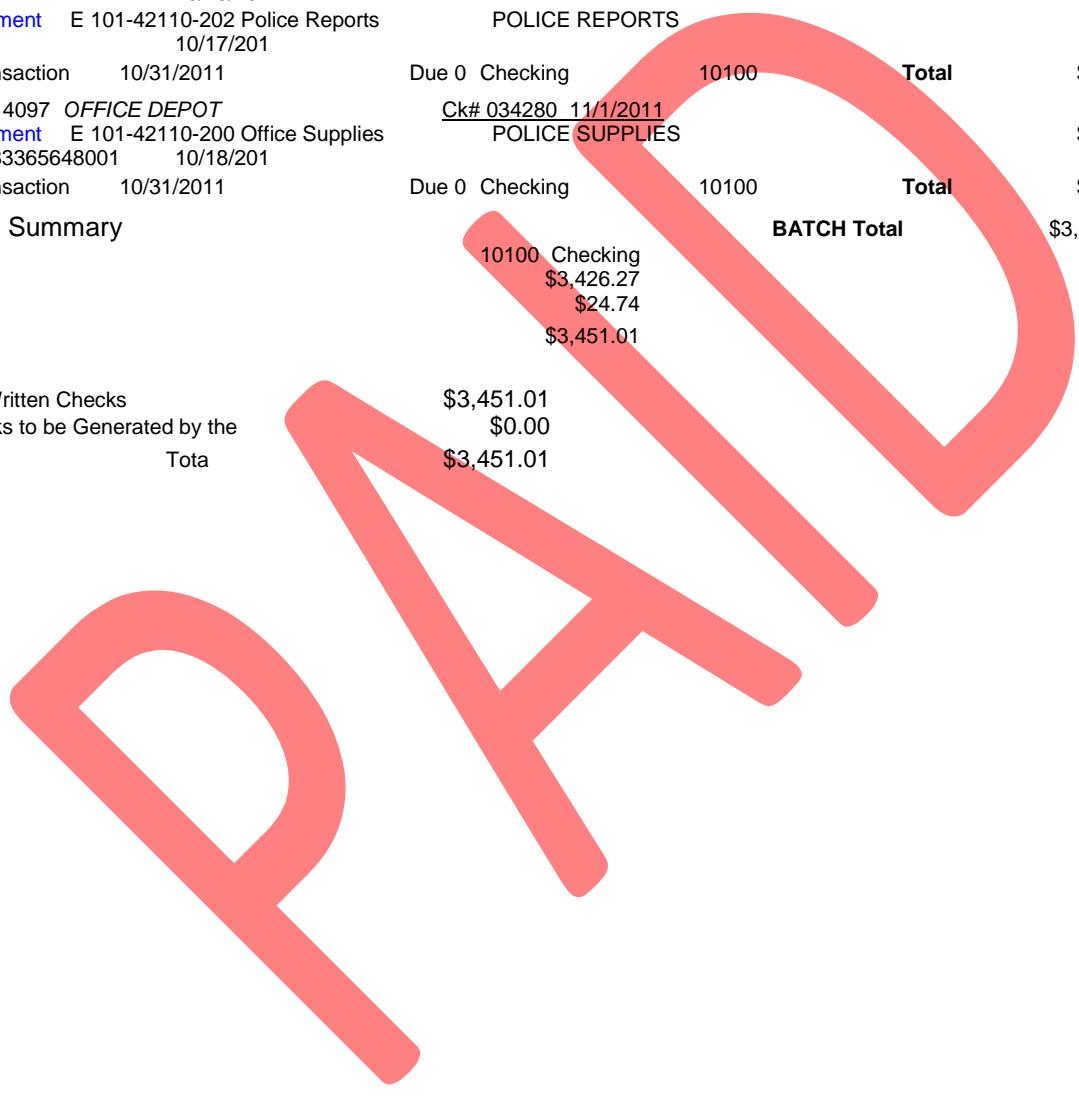 ment E 101-42110-202 Police Reports POLICE REPORTS
10/17/201
nsaction 10/31/2011 Due 0 Checking 10100 Total $
4097 OFFICE DEPOT Ck# 034280 11/1/2011
ment E 101-42110-200 Office Supplies POLICE SUPPLIES $
3365648001 10/18/201
nsaction 10/31/2011 Due 0 Checking 10100 Total $
Summary BATCH Total $3,
10100 Checking
$3,426.27
$24.74
$3,451.01
ritten Checks $3,451.01
ks to be Generated by the $0.00
Tota $3,451.01
PAID